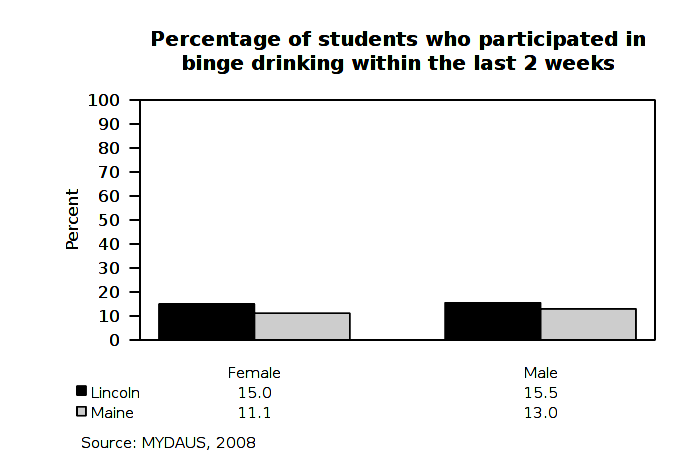 Percentage of students who participated in
binge drinking within the last 2 weeks
100
90
80
70
60
50
40
30
20
10
0
Percent
Female Male
Lincoln 15.0 15.5
Maine 11.1 13.0
Source: MYDAUS, 2008